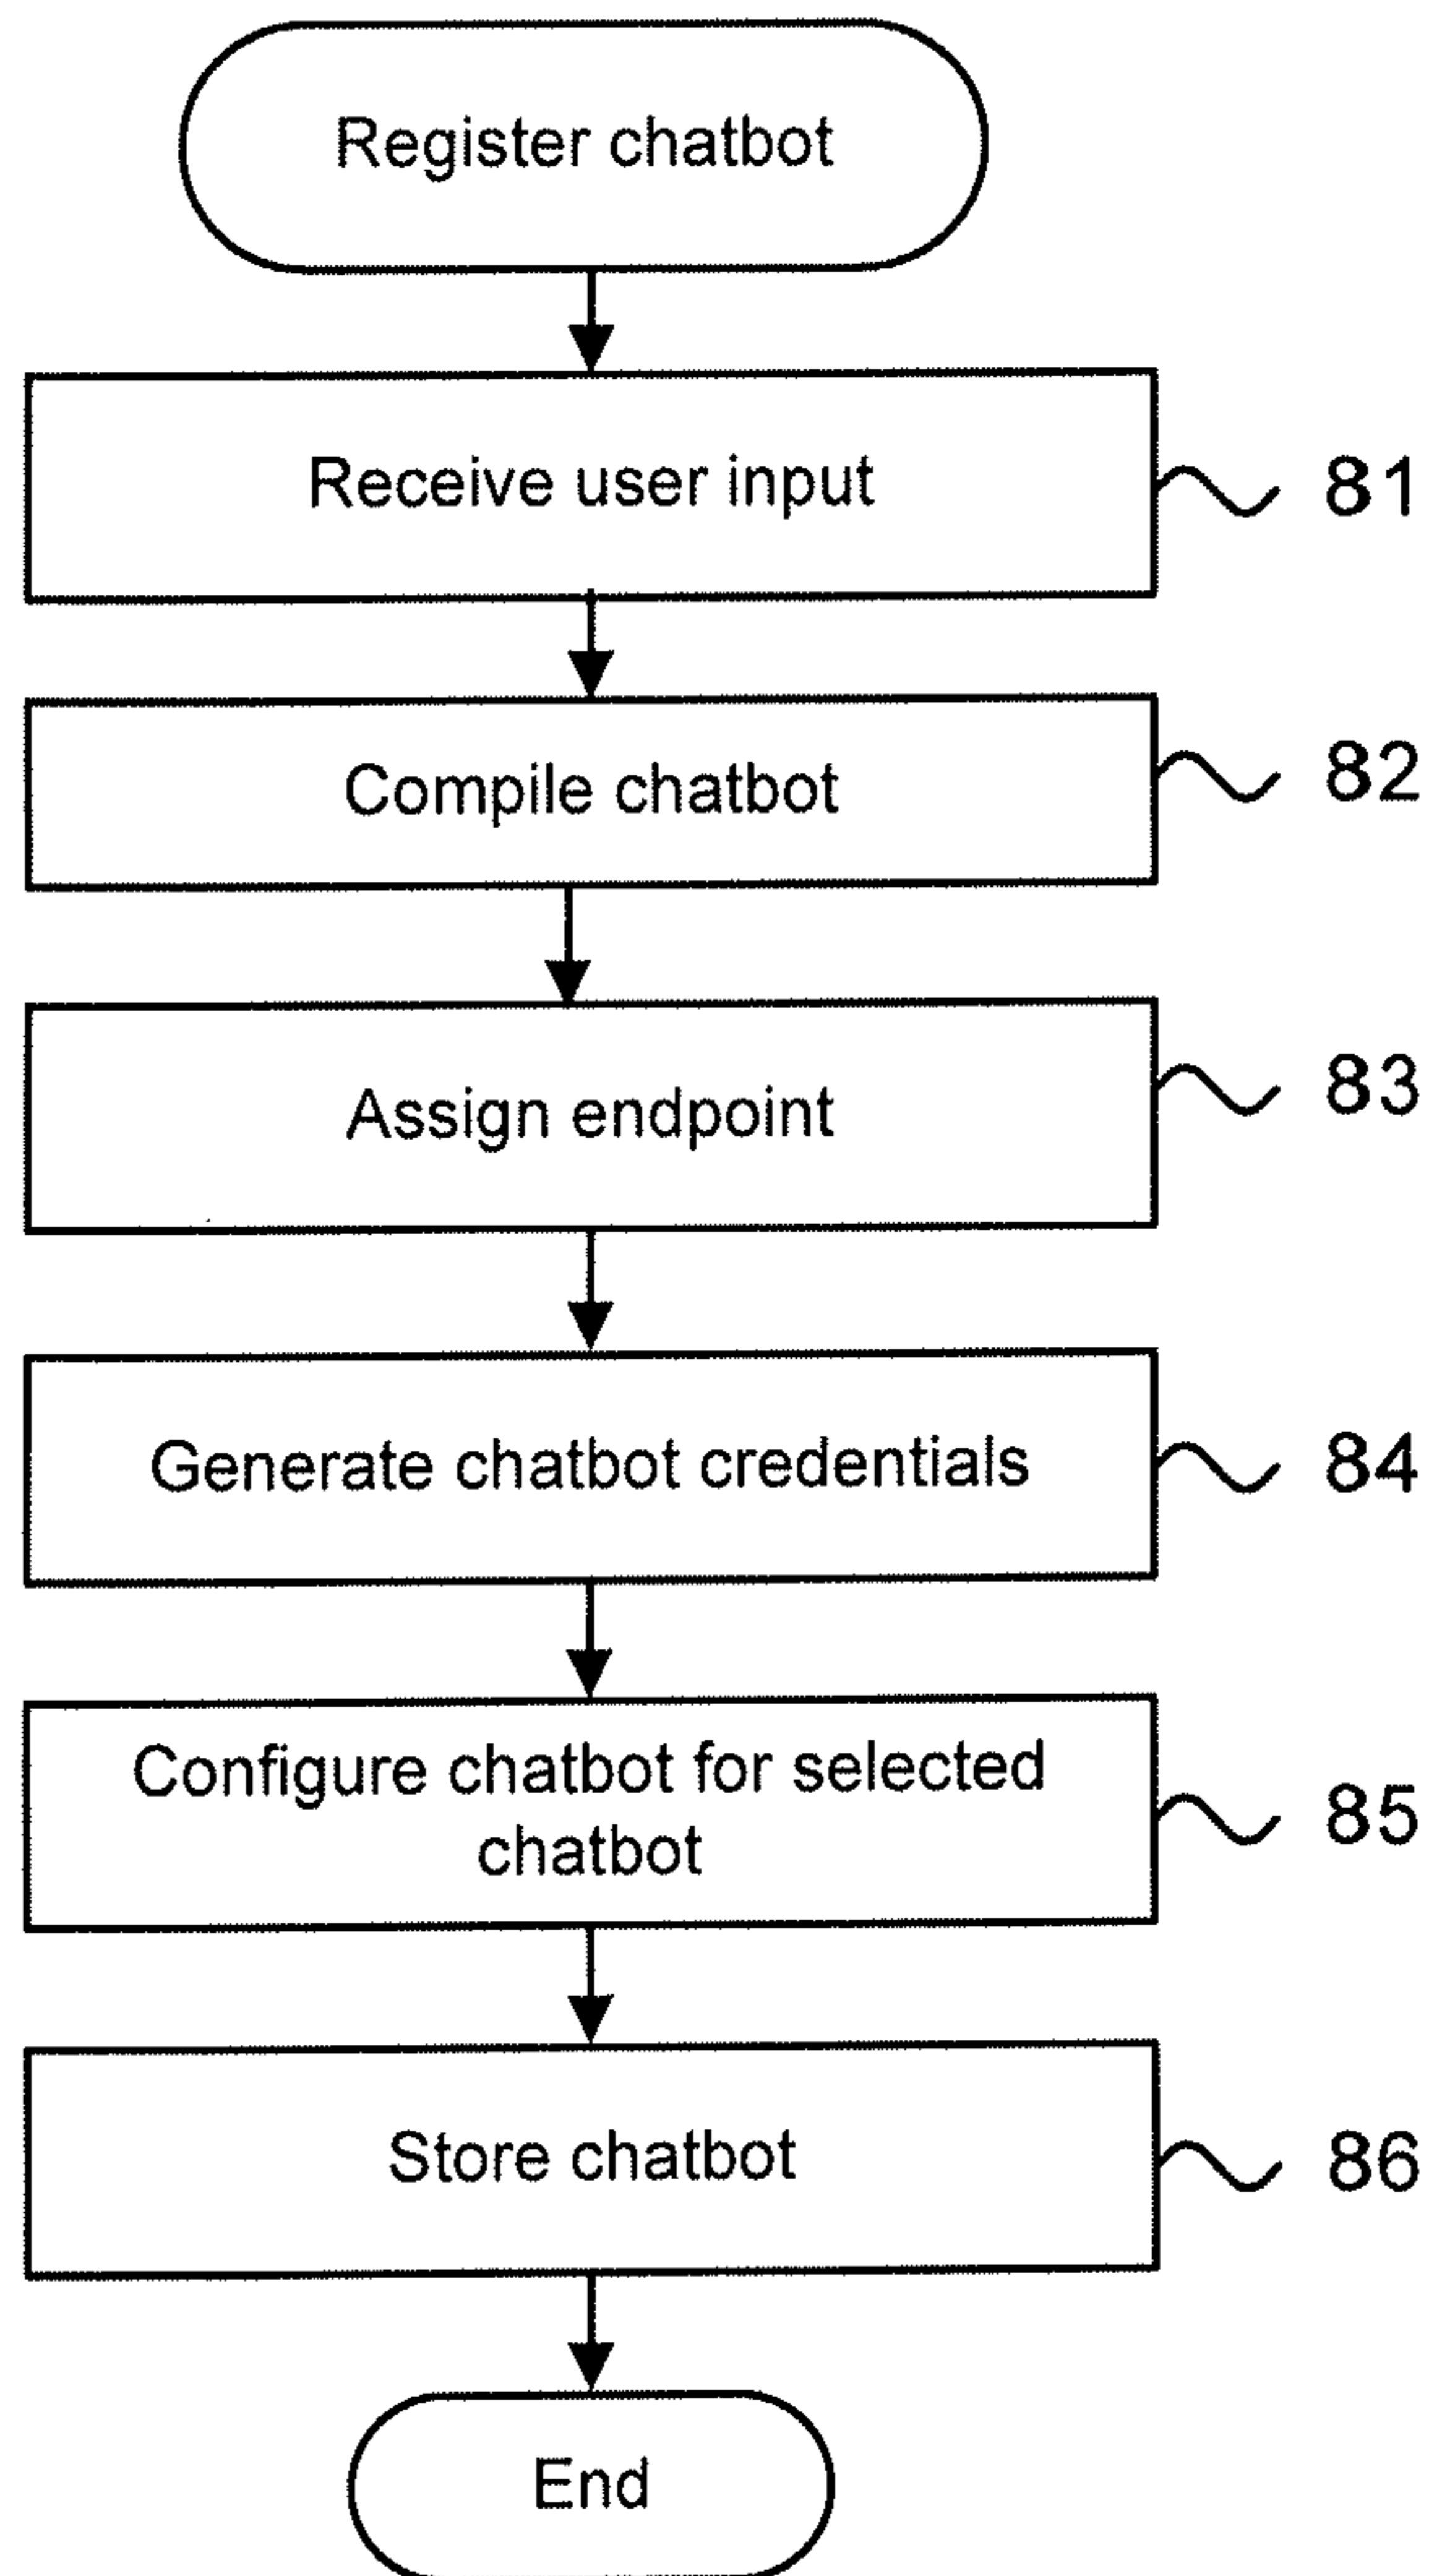 Register chatbot
Receive user input
81
Compile chatbot
82
Assign endpoint
83
Generate chatbot credentials
84
Configure chatbot for selected
chatbot
85
Store chatbot
86
End